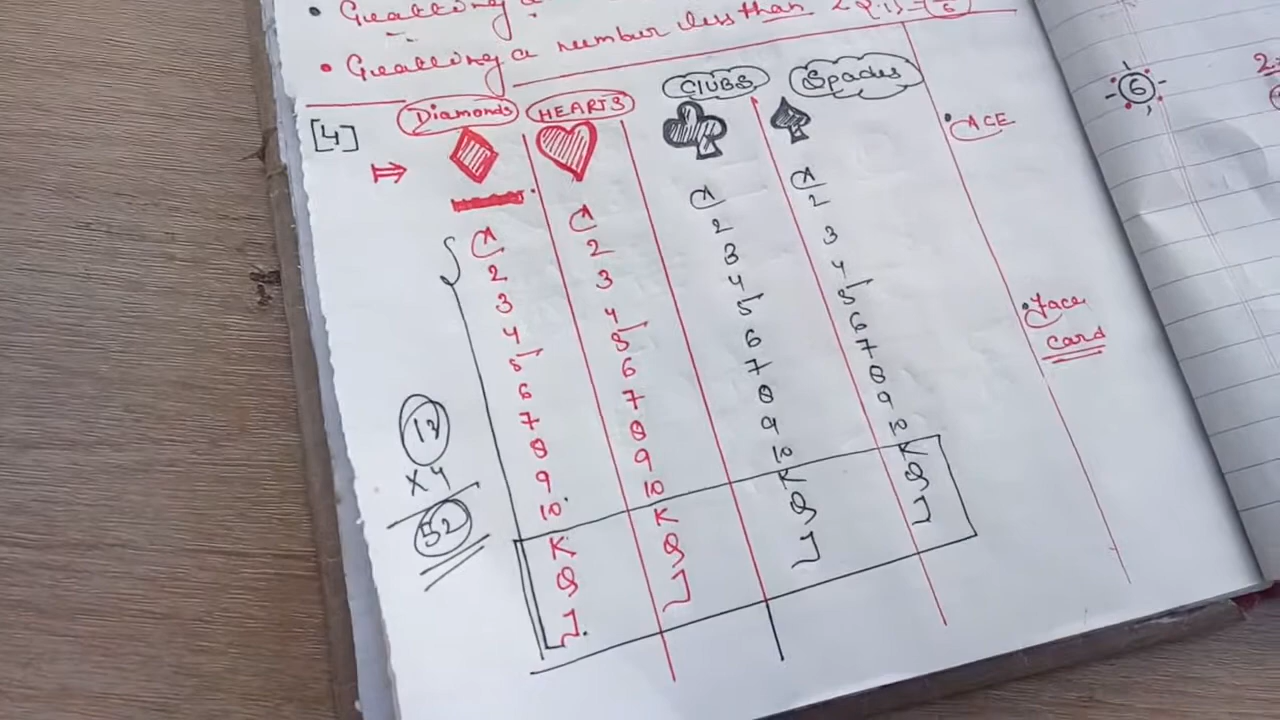 • Getting a
• Getting a number less than
[4]
⇒
Diamonds HEARTS CLUBS Spades
A A A A
2 2 2 2
3 3 3 3
4 4 4 4
5 5 5 5
6 6 6 6
7 7 7 7
8 8 8 8
9 9 9 9
10 10 10 10
K K K K
Q Q Q Q
J J J J
13
×4
52
• ACE
• Face
card
6